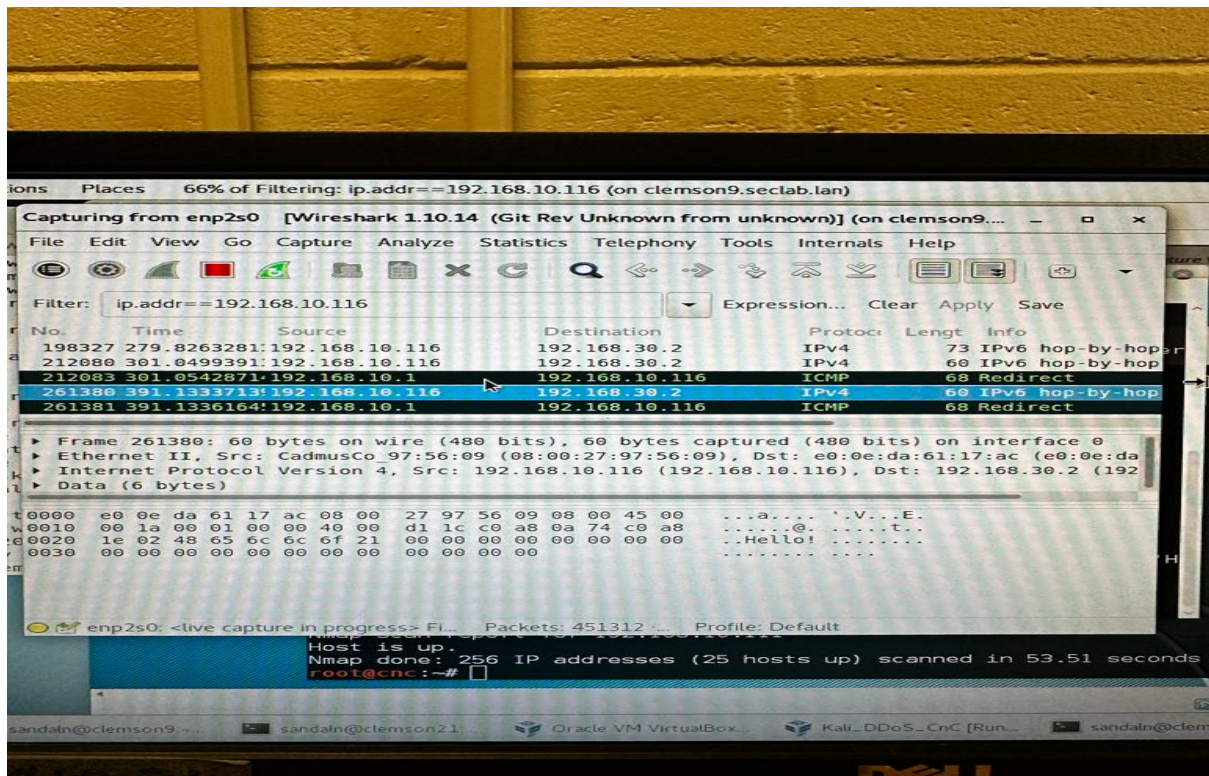 ions Places 66% of Filtering: ip.addr==192.168.10.116 (on clemson9.seclab.lan)
Capturing from enp2s0 [Wireshark 1.10.14 (Git Rev Unknown from unknown)] (on clemson9....
File Edit View Go Capture Analyze Statistics Telephony Tools Internals Help
Filter: ip.addr==192.168.10.116 Expression... Clear Apply Save
No. Time Source Destination Protoc Lengt Info
198327 279.8263281: 192.168.10.116 192.168.30.2 IPv4 73 IPv6 hop-by-hop
212080 301.0499391: 192.168.10.116 192.168.30.2 IPv4 60 IPv6 hop-by-hop
212083 301.0542871 192.168.10.1 192.168.10.116 ICMP 68 Redirect
261380 391.1333713 192.168.10.116 192.168.30.2 IPv4 60 IPv6 hop-by-hop
261381 391.1336164 192.168.10.1 192.168.10.116 ICMP 68 Redirect
Frame 261380: 60 bytes on wire (480 bits), 60 bytes captured (480 bits) on interface 0
Ethernet II, Src: CadmusCo_97:56:09 (08:00:27:97:56:09), Dst: e0:0e:da:61:17:ac (e0:0e:da
Internet Protocol Version 4, Src: 192.168.10.116 (192.168.10.116), Dst: 192.168.30.2 (192
Data (6 bytes)
0000 e0 0e da 61 17 ac 08 00 27 97 56 09 08 00 45 00 ...a.... '.V...E.
0010 00 1a 00 01 00 00 40 00 d1 1c c0 a8 0a 74 c0 a8 ......@. .....t..
0020 1e 02 48 65 6c 6c 6f 21 00 00 00 00 00 00 00 00 ..Hello! ........
0030 00 00 00 00 00 00 00 00 00 00 00 00 ........ ....
enp2s0: <live capture in progress> Fi... Packets: 451312 ... Profile: Default
Host is up.
Nmap done: 256 IP addresses (25 hosts up) scanned in 53.51 seconds
root@cnc:~#
sandaln@clemson9:~... sandaln@clemson21: Oracle VM VirtualBox... Kali_DDoS_CnC [Run... sandaln@clem